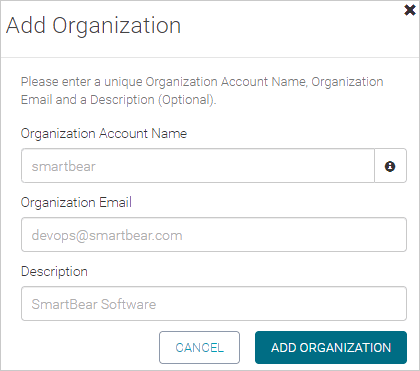 Add Organization
Please enter a unique Organization Account Name, Organization
Email and a Description (Optional).
Organization Account Name
smartbear
Organization Email
devops@smartbear.com
Description
SmartBear Software
CANCEL
ADD ORGANIZATION